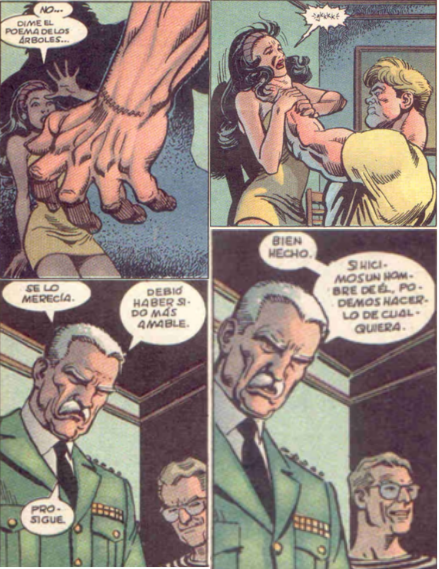 NO...
DIME EL
POEMA DE LOS
ÁRBOLES...
¡GHKKK!
SE LO
MERECÍA.
DEBIÓ
HABER SI-
DO MÁS
AMABLE.
PRO-
SIGUE.
BIEN
HECHO.
SI HICI-
MOS UN HOM-
BRE DE ÉL, PO-
DEMOS HACER-
LO DE CUAL-
QUIERA.